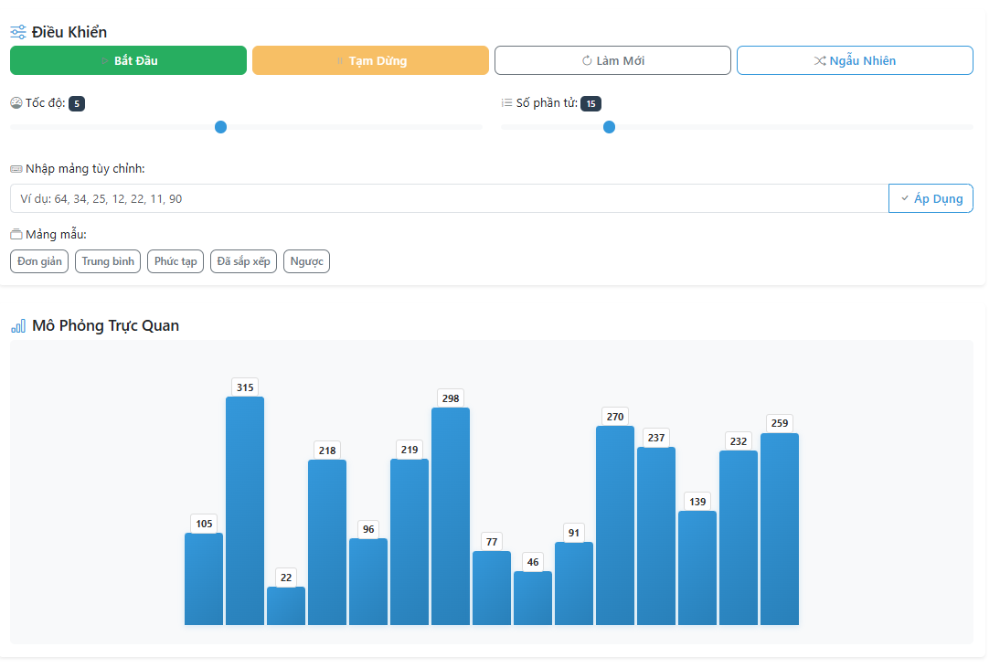 Điều Khiển
Bắt Đầu Tạm Dừng Làm Mới Ngẫu Nhiên
Tốc độ: 5 Số phần tử: 15
Nhập mảng tùy chỉnh:
Ví dụ: 64, 34, 25, 12, 22, 11, 90 Áp Dụng
Mảng mẫu:
Đơn giản Trung bình Phức tạp Đã sắp xếp Ngược
Mô Phỏng Trực Quan
105 315 22 218 96 219 298 77 46 91 270 237 139 232 259